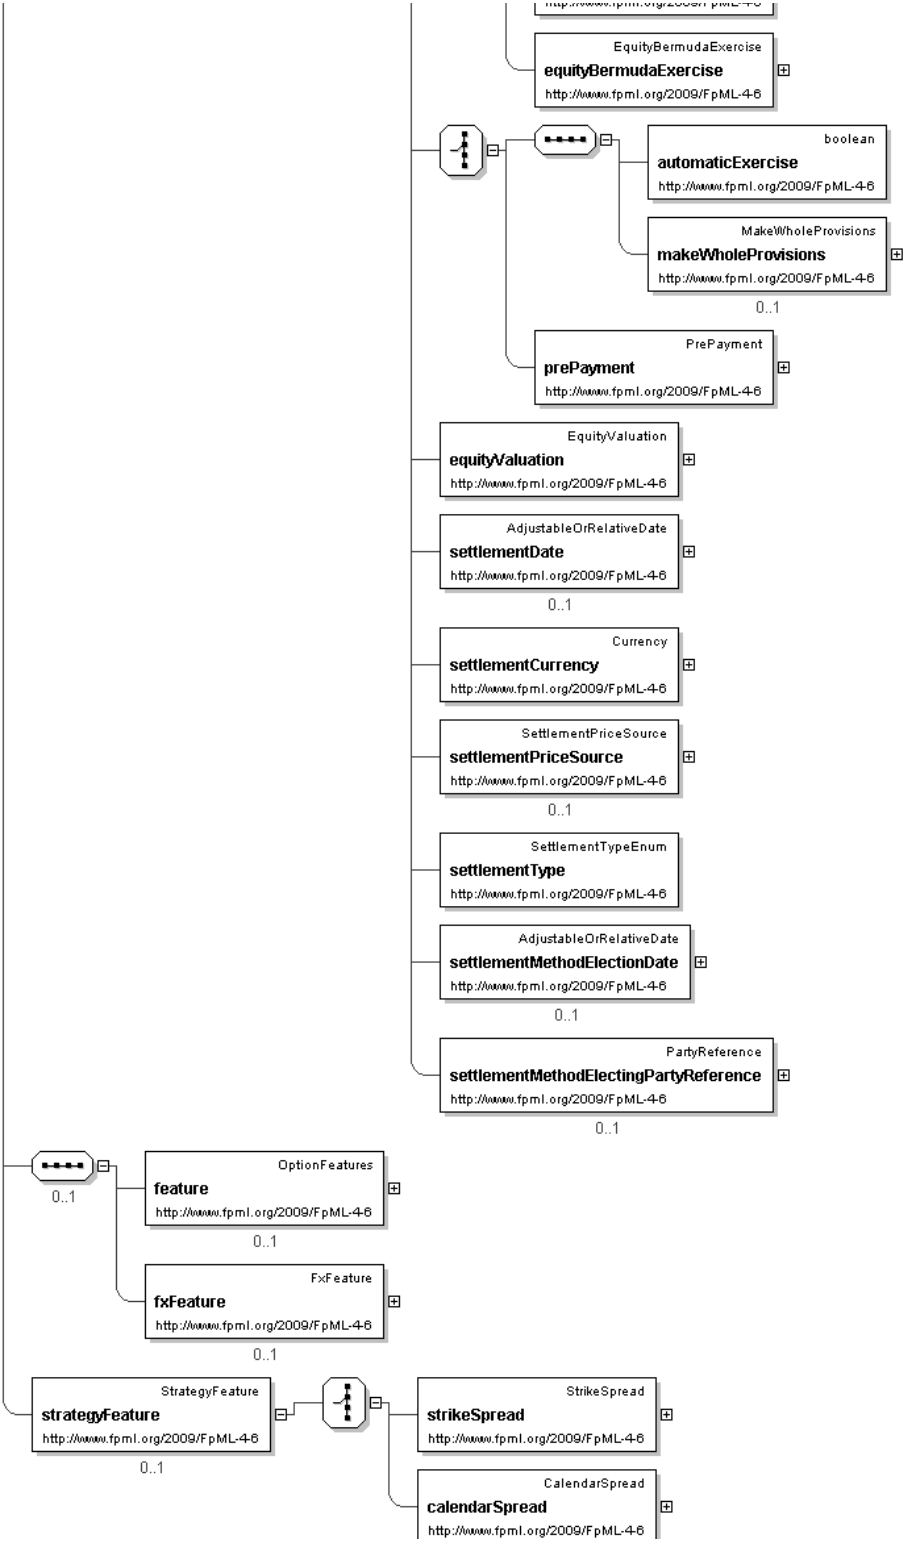 EquityBermudaExercise
equityBermudaExercise
http://www.fpml.org/2009/FpML-4-6
boolean
automaticExercise
http://www.fpml.org/2009/FpML-4-6
MakeWholeProvisions
makeWholeProvisions
http://www.fpml.org/2009/FpML-4-6
0..1
PrePayment
prePayment
http://www.fpml.org/2009/FpML-4-6
EquityValuation
equityValuation
http://www.fpml.org/2009/FpML-4-6
AdjustableOrRelativeDate
settlementDate
http://www.fpml.org/2009/FpML-4-6
0..1
Currency
settlementCurrency
http://www.fpml.org/2009/FpML-4-6
SettlementPriceSource
settlementPriceSource
http://www.fpml.org/2009/FpML-4-6
0..1
SettlementTypeEnum
settlementType
http://www.fpml.org/2009/FpML-4-6
AdjustableOrRelativeDate
settlementMethodElectionDate
http://www.fpml.org/2009/FpML-4-6
0..1
PartyReference
settlementMethodElectingPartyReference
http://www.fpml.org/2009/FpML-4-6
0..1
0..1
OptionFeatures
feature
http://www.fpml.org/2009/FpML-4-6
0..1
FxFeature
fxFeature
http://www.fpml.org/2009/FpML-4-6
0..1
StrategyFeature
strategyFeature
http://www.fpml.org/2009/FpML-4-6
0..1
StrikeSpread
strikeSpread
http://www.fpml.org/2009/FpML-4-6
CalendarSpread
calendarSpread
http://www.fpml.org/2009/FpML-4-6